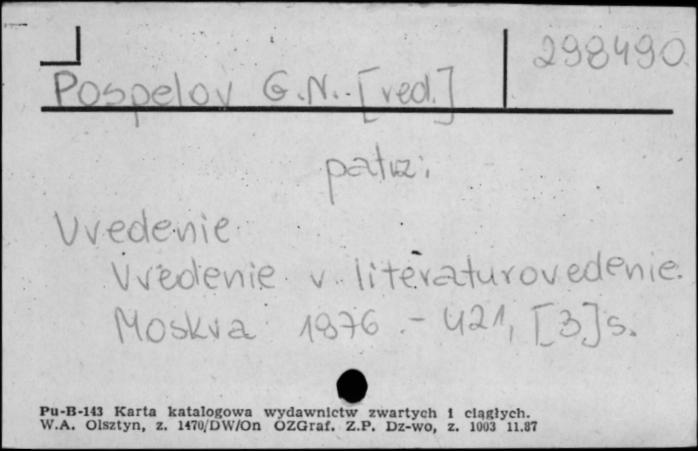 298490
Pospelov G.N. [red.]
patrz:
Vvedenie
Vvedenie v literaturovedenie.
Moskva 1976.- 421, [3]s.
Pu-B-143 Karta katalogowa wydawnictw zwartych i ciągłych.
W.A. Olsztyn, z. 1470/DW/On OZGraf. Z.P. Dz-wo, z. 1003 11.87